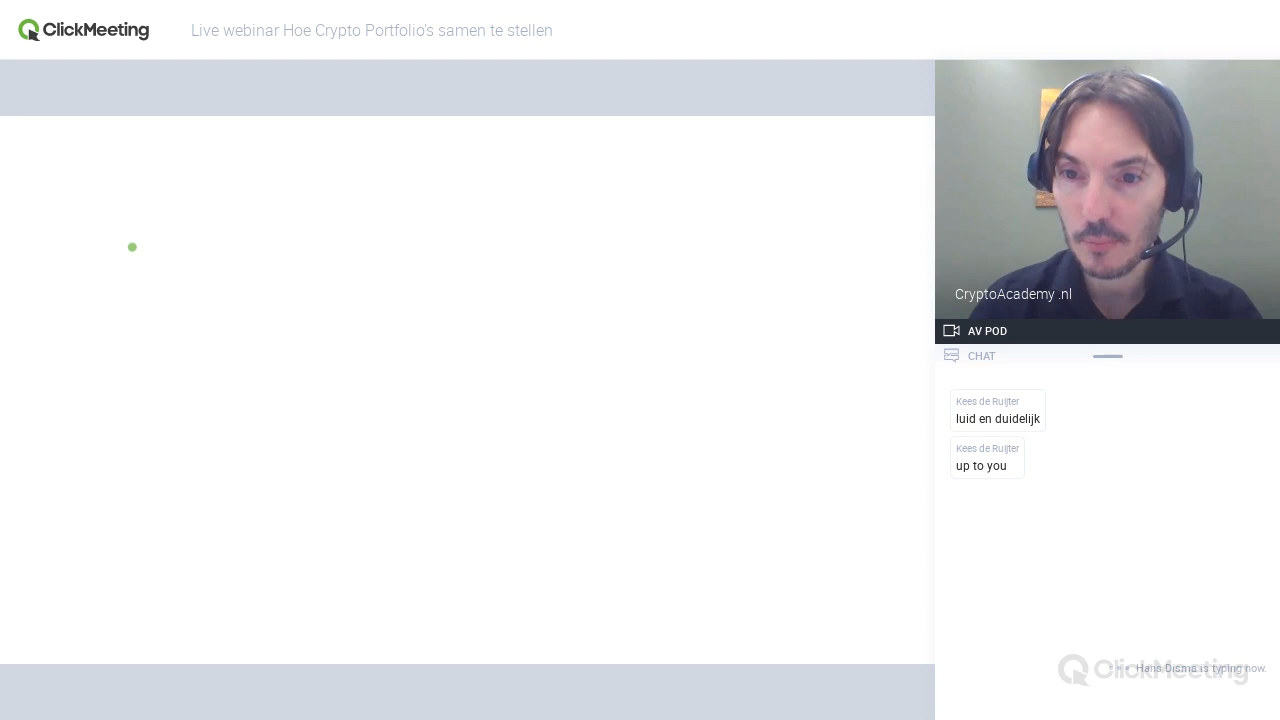 ClickMeeting
Live webinar Hoe Crypto Portfolio's samen te stellen
CryptoAcademy .nl
AV POD
CHAT
Kees de Ruijter
luid en duidelijk
Kees de Ruijter
up to you
Hans Disma is typing now.
ClickMeeting